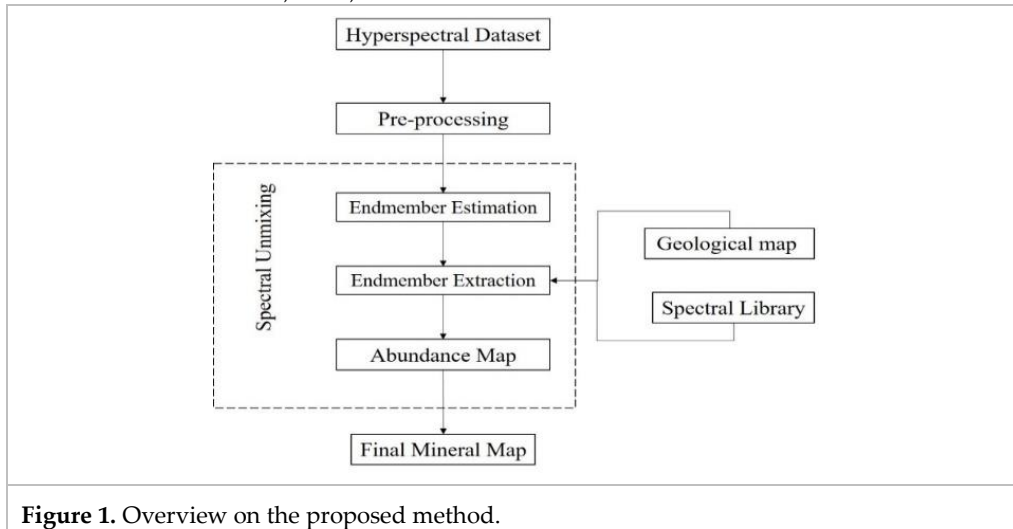 Hyperspectral Dataset
Pre-processing
Spectral Unmixing
Endmember Estimation
Endmember Extraction
Abundance Map
Geological map
Spectral Library
Final Mineral Map
Figure 1. Overview on the proposed method.